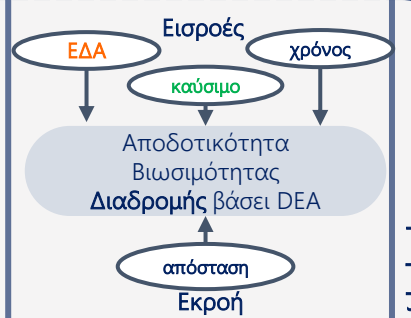 Εισροές
ΕΔΑ
χρόνος
καύσιμο
Αποδοτικότητα
Βιωσιμότητας
Διαδρομής βάσει DEA
απόσταση
Εκροή